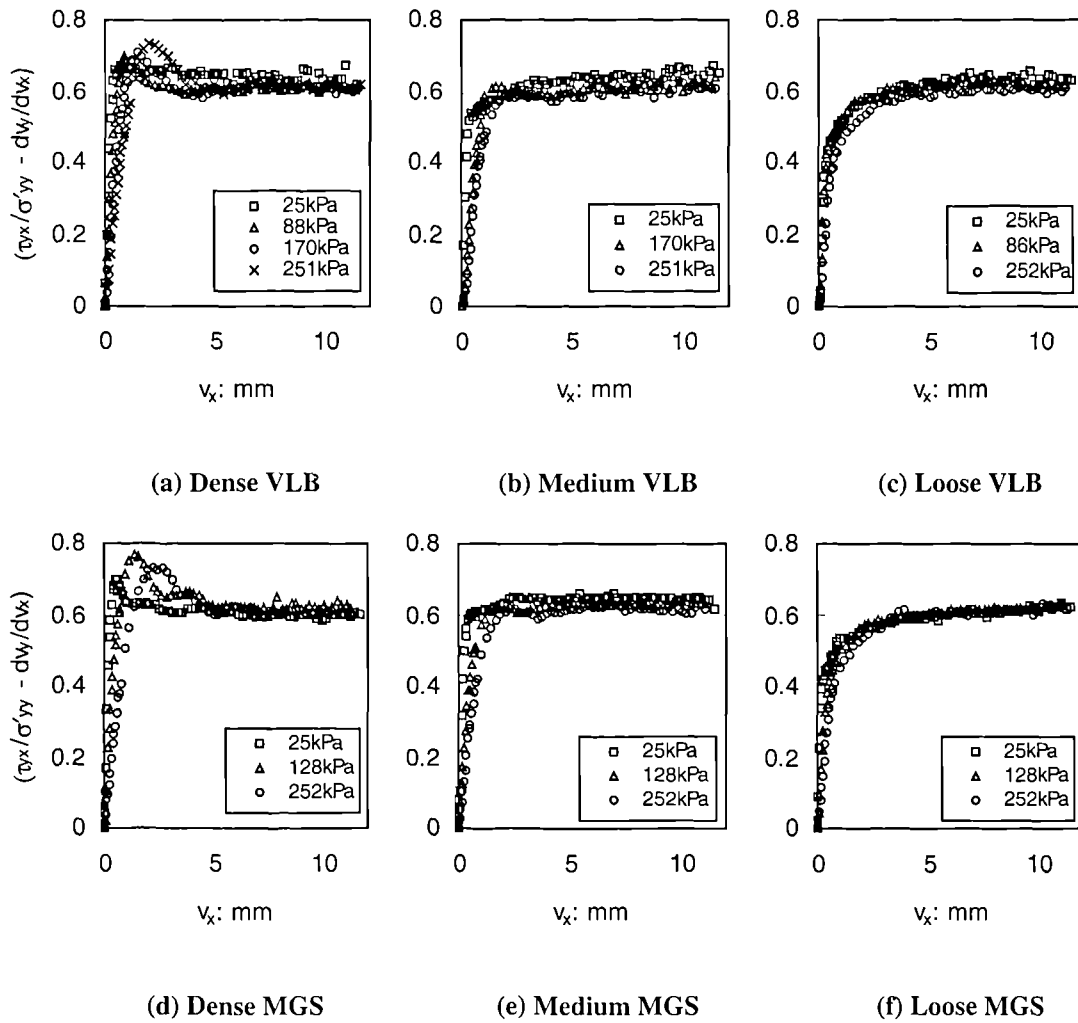 (τyx/σ'yy - dvy/dvx)
0.8
0.6
0.4
0.2
0
25kPa
88kPa
170kPa
251kPa
0 5 10
vx: mm
(a) Dense VLB
0.8
0.6
0.4
0.2
0
25kPa
170kPa
251kPa
0 5 10
vx: mm
(b) Medium VLB
0.8
0.6
0.4
0.2
0
25kPa
86kPa
252kPa
0 5 10
vx: mm
(c) Loose VLB
(τyx/σ'yy - dvy/dvx)
0.8
0.6
0.4
0.2
0
25kPa
128kPa
252kPa
0 5 10
vx: mm
(d) Dense MGS
0.8
0.6
0.4
0.2
0
25kPa
128kPa
252kPa
0 5 10
vx: mm
(e) Medium MGS
0.8
0.6
0.4
0.2
0
25kPa
128kPa
252kPa
0 5 10
vx: mm
(f) Loose MGS